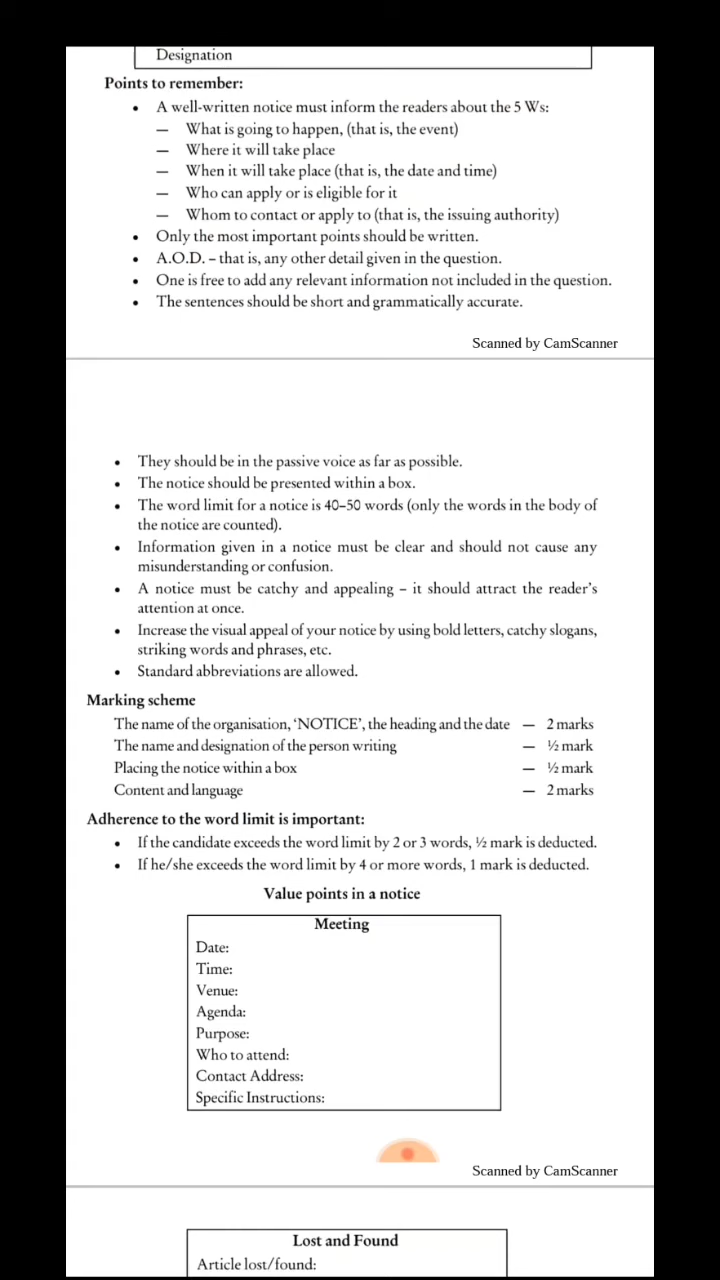 Designation
Points to remember:
• A well-written notice must inform the readers about the 5 Ws:
— What is going to happen, (that is, the event)
— Where it will take place
— When it will take place (that is, the date and time)
— Who can apply or is eligible for it
— Whom to contact or apply to (that is, the issuing authority)
• Only the most important points should be written.
• A.O.D. – that is, any other detail given in the question.
• One is free to add any relevant information not included in the question.
• The sentences should be short and grammatically accurate.
Scanned by CamScanner
• They should be in the passive voice as far as possible.
• The notice should be presented within a box.
• The word limit for a notice is 40–50 words (only the words in the body of
the notice are counted).
• Information given in a notice must be clear and should not cause any
misunderstanding or confusion.
• A notice must be catchy and appealing – it should attract the reader's
attention at once.
• Increase the visual appeal of your notice by using bold letters, catchy slogans,
striking words and phrases, etc.
• Standard abbreviations are allowed.
Marking scheme
The name of the organisation, 'NOTICE', the heading and the date — 2 marks
The name and designation of the person writing — ½ mark
Placing the notice within a box — ½ mark
Content and language — 2 marks
Adherence to the word limit is important:
• If the candidate exceeds the word limit by 2 or 3 words, ½ mark is deducted.
• If he/she exceeds the word limit by 4 or more words, 1 mark is deducted.
Value points in a notice
Meeting
Date:
Time:
Venue:
Agenda:
Purpose:
Who to attend:
Contact Address:
Specific Instructions:
Scanned by CamScanner
Lost and Found
Article lost/found: